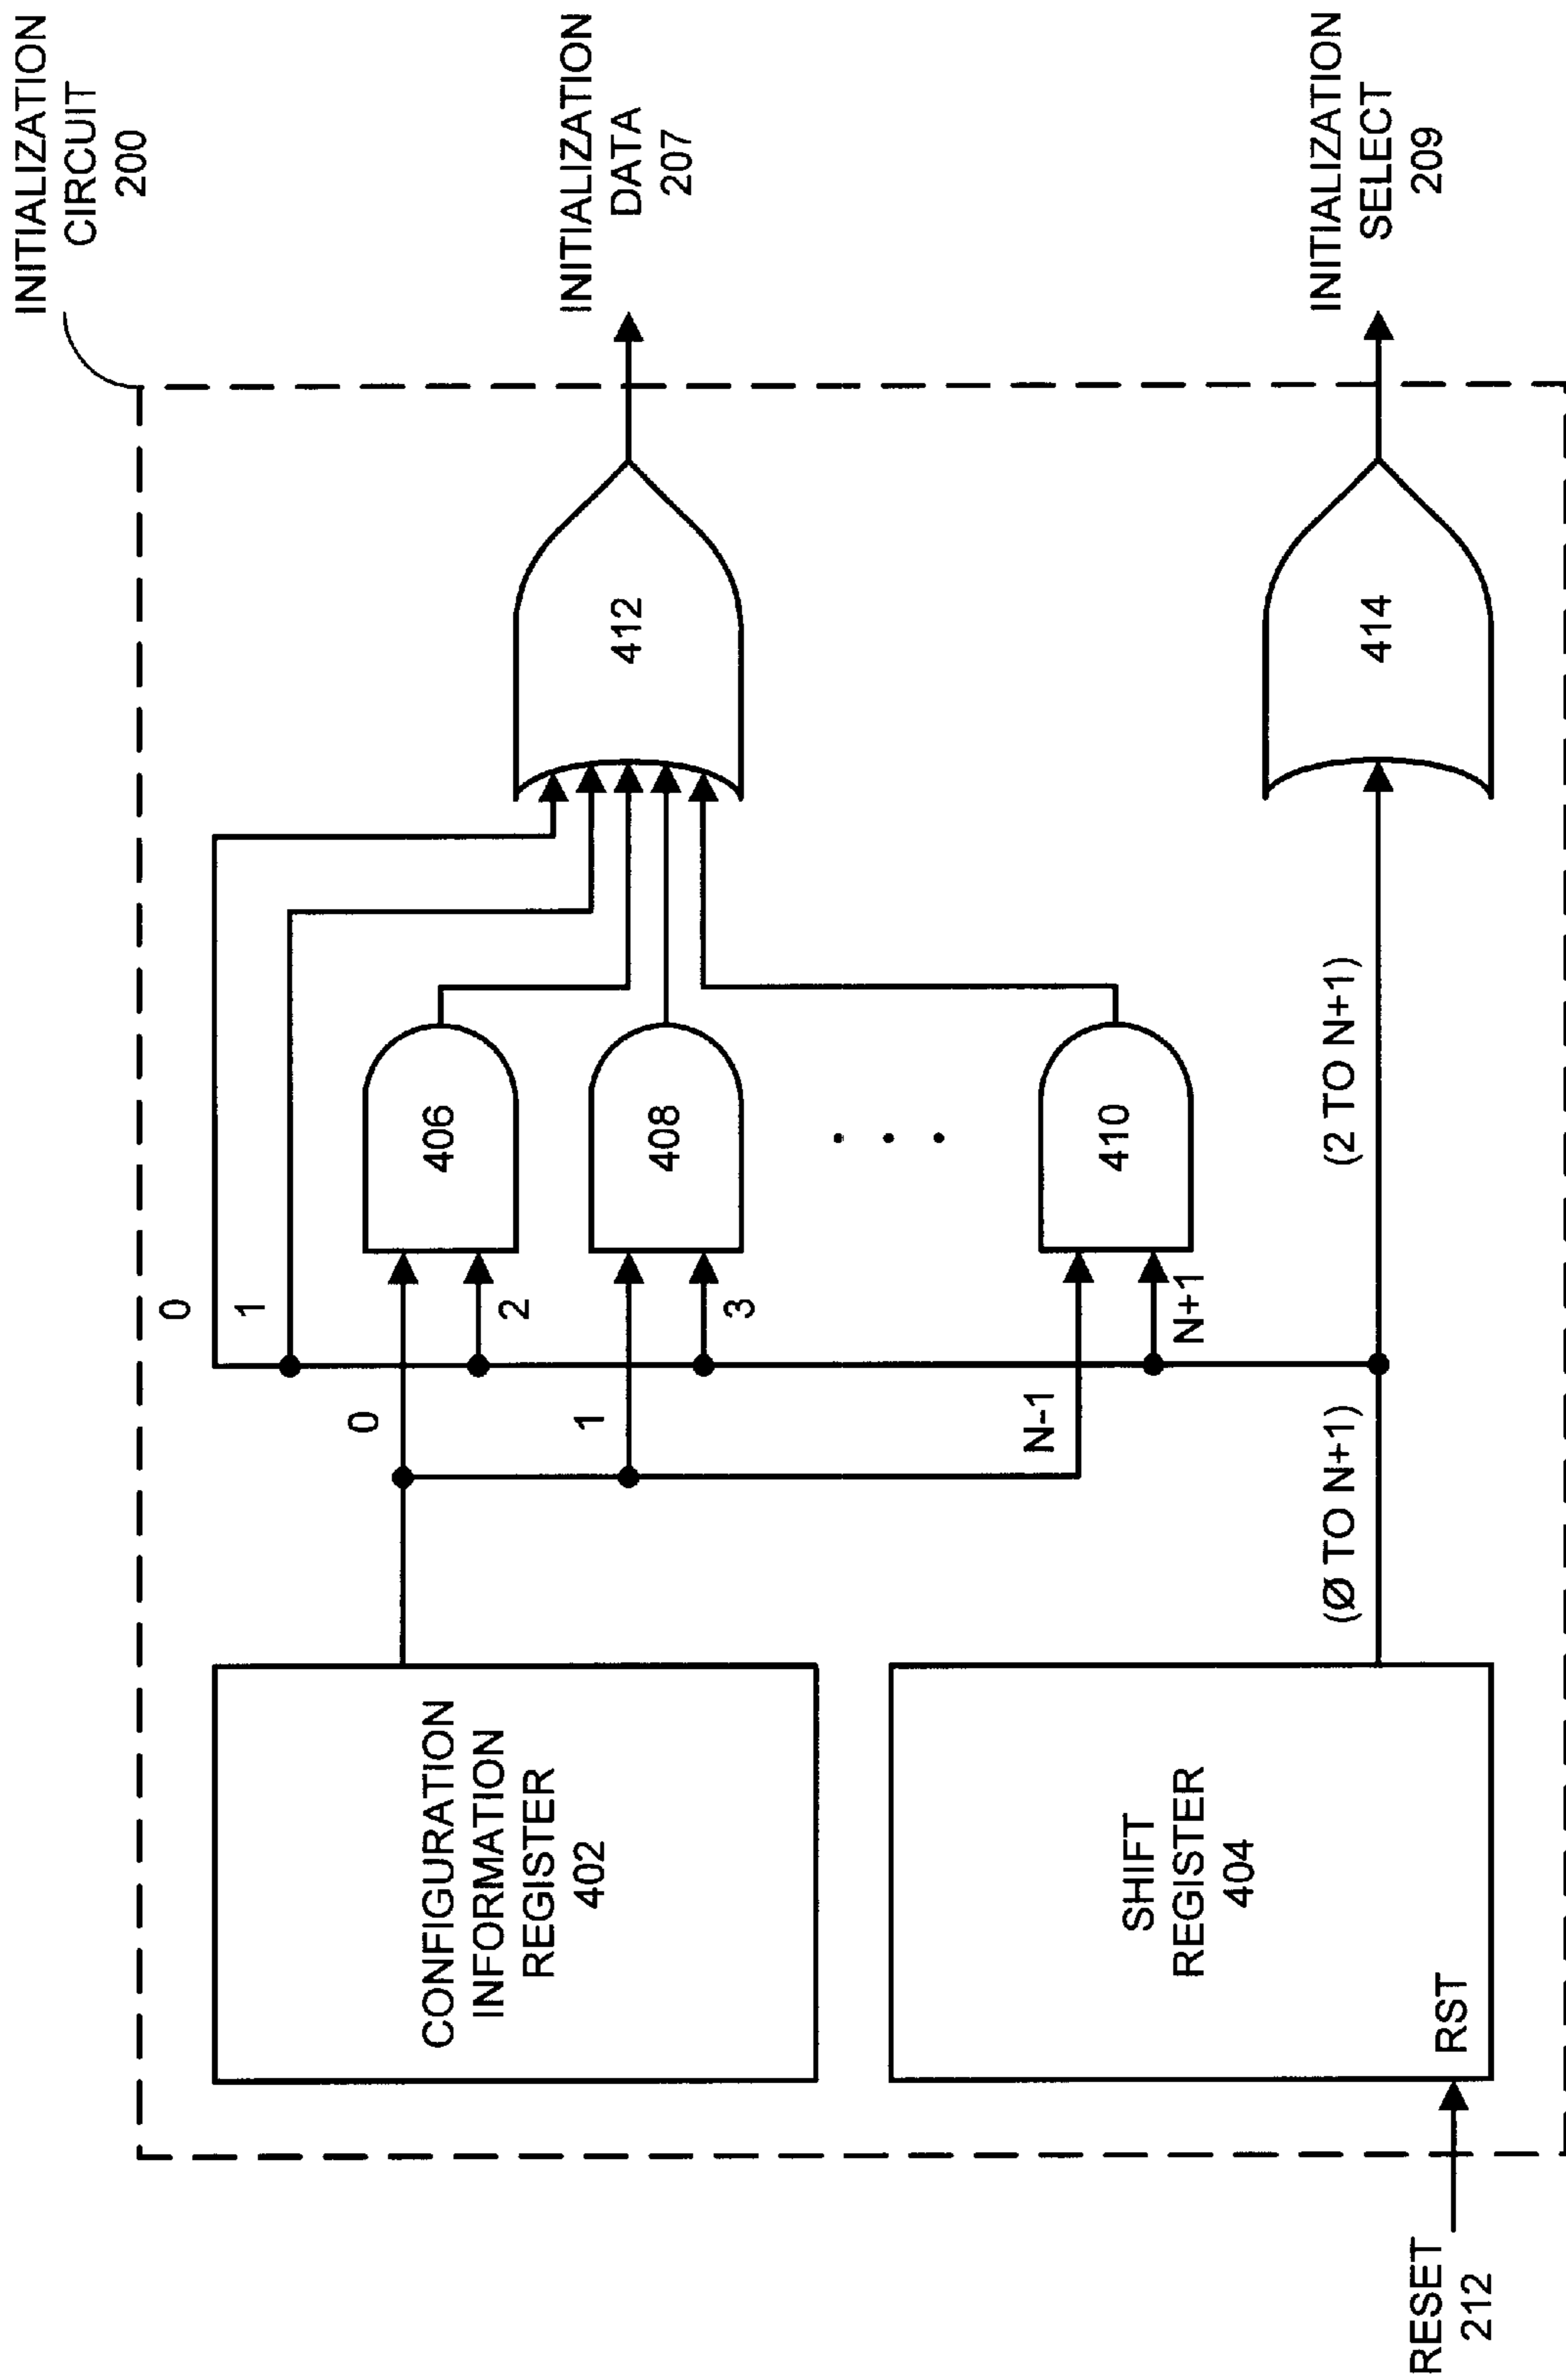 INITIALIZATION
CIRCUIT
200
INITIALIZATION
DATA
207
INITIALIZATION
SELECT
209
0
1
412
414
406
408
410
2
3
N+1
0
1
N-1
(2 TO N+1)
(Ø TO N+1)
CONFIGURATION
INFORMATION
REGISTER
402
SHIFT
REGISTER
404
RST
RESET
212